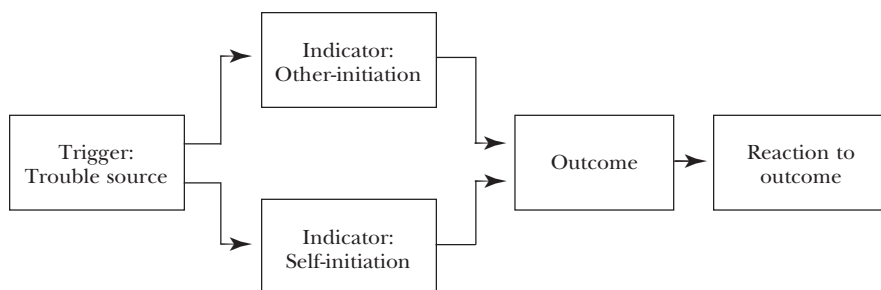 Indicator:
Other-initiation
Trigger:
Trouble source
Outcome
Reaction to
outcome
Indicator:
Self-initiation